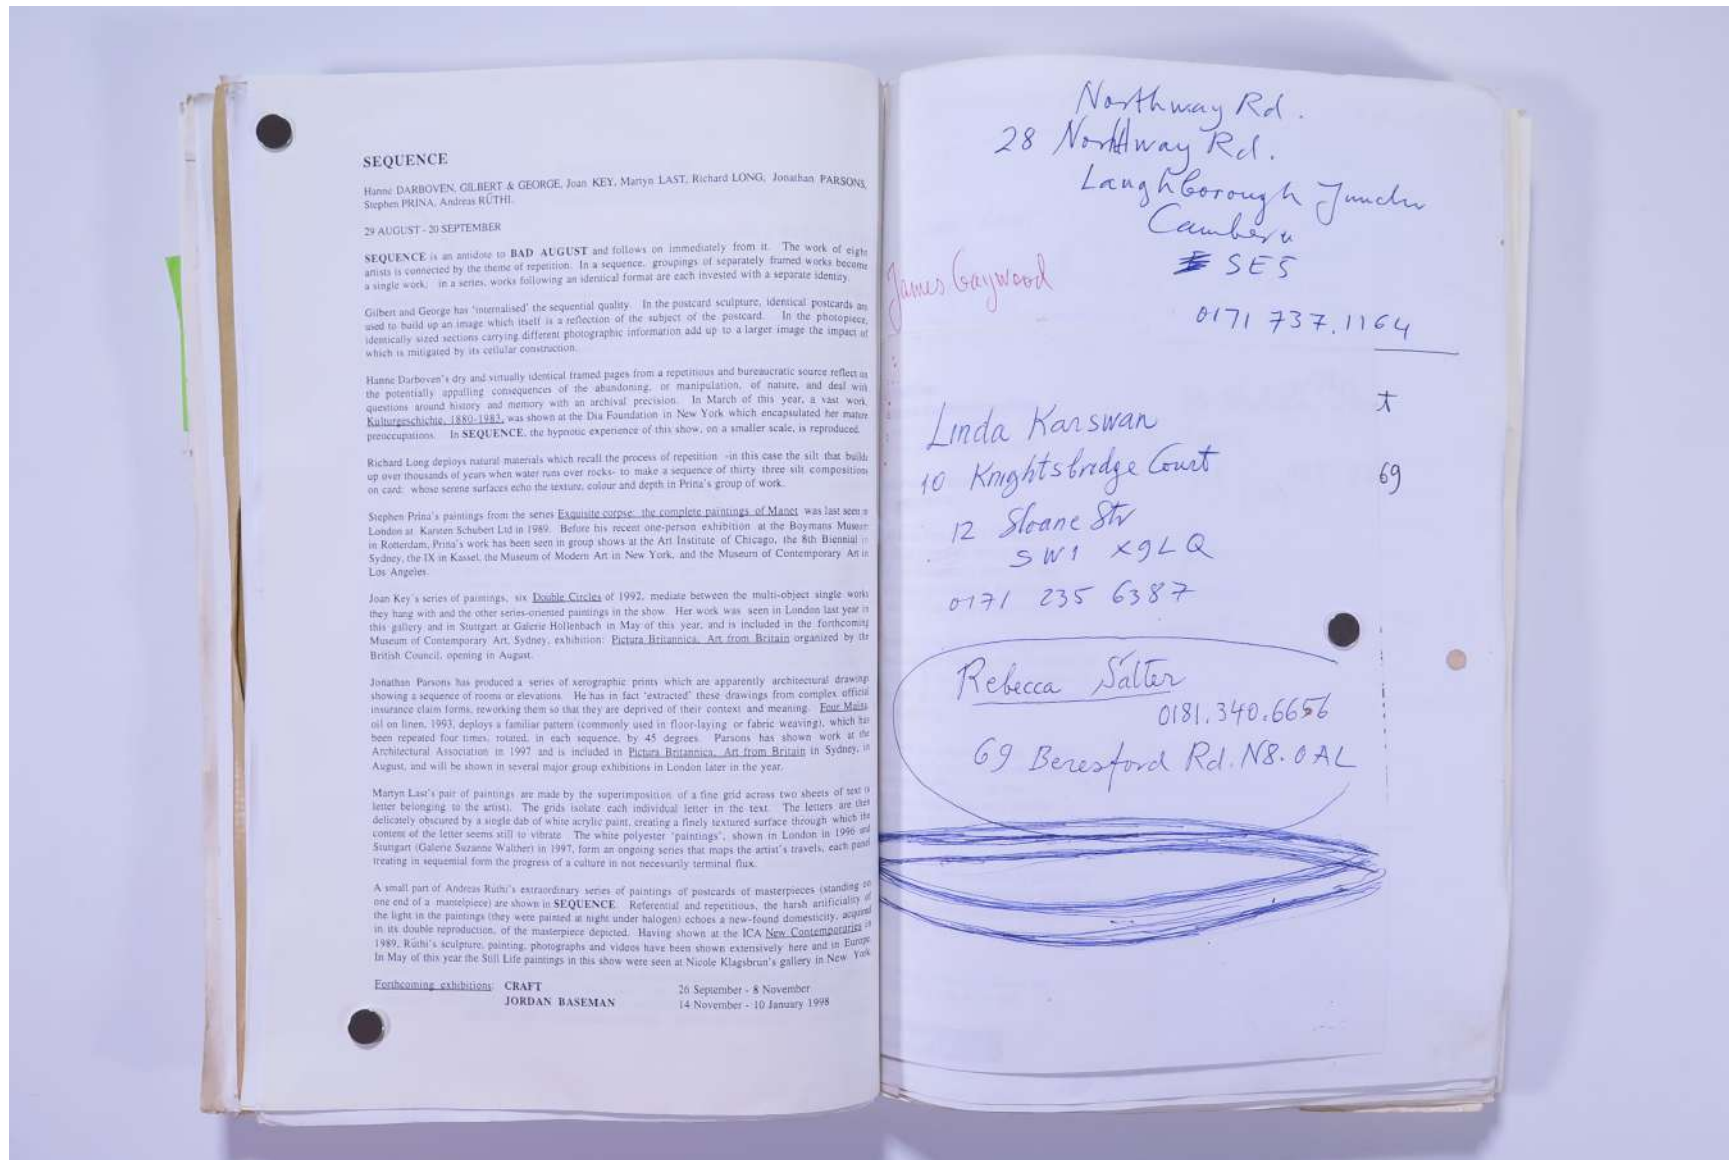 SEQUENCE
Hanne DARBOVEN, GILBERT & GEORGE, Joan KEY, Martyn LAST, Richard LONG, Jonathan PARSONS,
Stephen PRINA, Andreas RÜTHI.
29 AUGUST - 20 SEPTEMBER
SEQUENCE is an antidote to BAD AUGUST and follows on immediately from it. The work of eight
artists is connected by the theme of repetition. In a sequence, groupings of separately framed works become
a single work; in a series, works following an identical format are each invested with a separate identity.
Gilbert and George has 'internalised' the sequential quality. In the postcard sculpture, identical postcards are
used to build up an image which itself is a reflection of the subject of the postcard. In the photopiece,
identically sized sections carrying different photographic information add up to a larger image the impact of
which is mitigated by its cellular construction.
Hanne Darboven's dry and virtually identical framed pages from a repetitious and bureaucratic source reflect on
the potentially appalling consequences of the abandoning, or manipulation, of nature, and deal with
questions around history and memory with an archival precision. In March of this year, a vast work,
Kulturgeschichte, 1880-1983, was shown at the Dia Foundation in New York which encapsulated her mature
preoccupations. In SEQUENCE, the hypnotic experience of this show, on a smaller scale, is reproduced.
Richard Long deploys natural materials which recall the process of repetition -in this case the silt that builds
up over thousands of years when water runs over rocks- to make a sequence of thirty three silt compositions
on card: whose serene surfaces echo the texture, colour and depth in Prina's group of work.
Stephen Prina's paintings from the series Exquisite corpse: the complete paintings of Manet was last seen in
London at Karsten Schubert Ltd in 1989. Before his recent one-person exhibition at the Boymans Museum
in Rotterdam, Prina's work has been seen in group shows at the Art Institute of Chicago, the 8th Biennial in
Sydney, the IX in Kassel, the Museum of Modern Art in New York, and the Museum of Contemporary Art in
Los Angeles.
Joan Key's series of paintings, six Double Circles of 1992, mediate between the multi-object single works
they hang with and the other series-oriented paintings in the show. Her work was seen in London last year in
this gallery and in Stuttgart at Galerie Hollenbach in May of this year, and is included in the forthcoming
Museum of Contemporary Art, Sydney, exhibition: Pictura Britannica, Art from Britain organized by the
British Council, opening in August.
Jonathan Parsons has produced a series of xerographic prints which are apparently architectural drawings
showing a sequence of rooms or elevations. He has in fact 'extracted' these drawings from complex official
insurance claim forms, reworking them so that they are deprived of their context and meaning. Four Mains,
oil on linen, 1993, deploys a familiar pattern (commonly used in floor-laying or fabric weaving), which has
been repeated four times, rotated, in each sequence, by 45 degrees. Parsons has shown work at the
Architectural Association in 1997 and is included in Pictura Britannica, Art from Britain in Sydney, in
August, and will be shown in several major group exhibitions in London later in the year.
Martyn Last's pair of paintings are made by the superimposition of a fine grid across two sheets of text (a
letter belonging to the artist). The grids isolate each individual letter in the text. The letters are then
delicately obscured by a single dab of white acrylic paint, creating a finely textured surface through which the
content of the letter seems still to vibrate. The white polyester 'paintings', shown in London in 1996 and
Stuttgart (Galerie Suzanne Walther) in 1997, form an ongoing series that maps the artist's travels, each panel
treating in sequential form the progress of a culture in not necessarily terminal flux.
A small part of Andreas Rüthi's extraordinary series of paintings of postcards of masterpieces (standing on
one end of a mantelpiece) are shown in SEQUENCE. Referential and repetitious, the harsh artificiality of
the light in the paintings (they were painted at night under halogen) echoes a new-found domesticity, acquired
in its double reproduction, of the masterpiece depicted. Having shown at the ICA New Contemporaries in
1989, Rüthi's sculpture, painting, photographs and videos have been shown extensively here and in Europe.
In May of this year the Still Life paintings in this show were seen at Nicole Klagsbrun's gallery in New York.
Forthcoming exhibitions: CRAFT 26 September - 8 November
JORDAN BASEMAN 14 November - 10 January 1998
Northway Rd.
28 Northway Rd.
Laughborough Junctn
Camberw
SE5
James Gaywood
0171 737.1164
t
Linda Karswan
10 Knightsbridge Court
69
12 Sloane Str
SW1 X9LQ
0171 235 6387
Rebecca Salter
0181.340.6656
69 Beresford Rd. N8.0AL